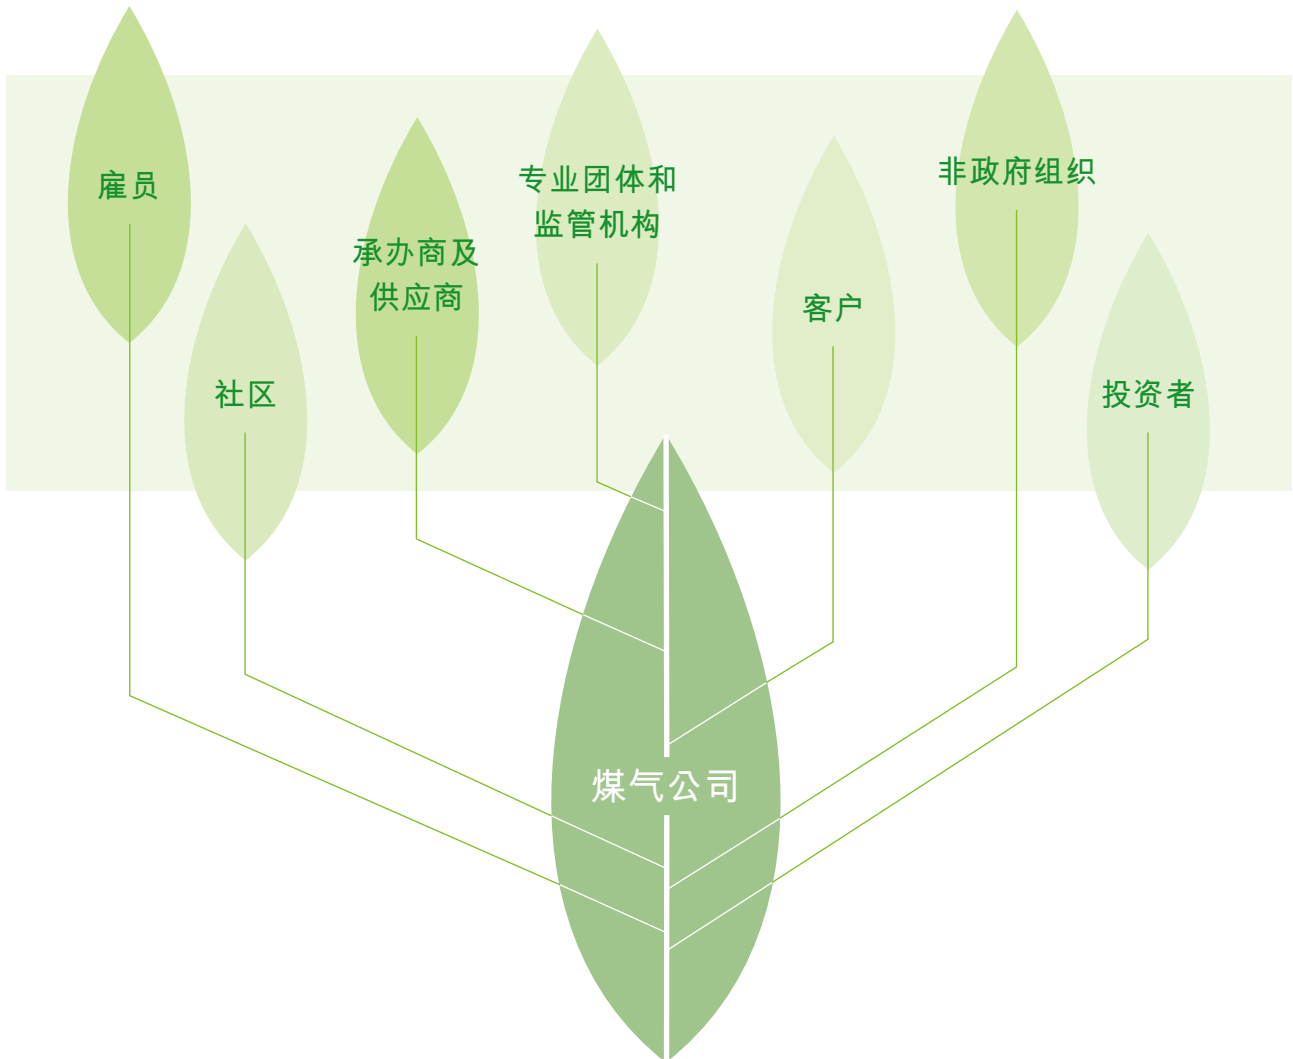 雇员
社区
承办商及
供应商
专业团体和
监管机构
客户
非政府组织
投资者
煤气公司